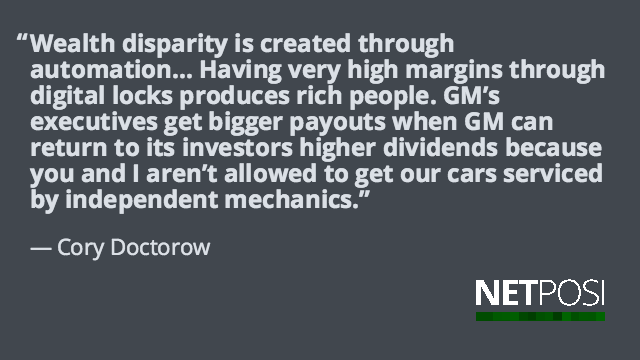 “Wealth disparity is created through
automation... Having very high margins through
digital locks produces rich people. GM’s
executives get bigger payouts when GM can
return to its investors higher dividends because
you and I aren’t allowed to get our cars serviced
by independent mechanics.”
— Cory Doctorow
NETPOSI